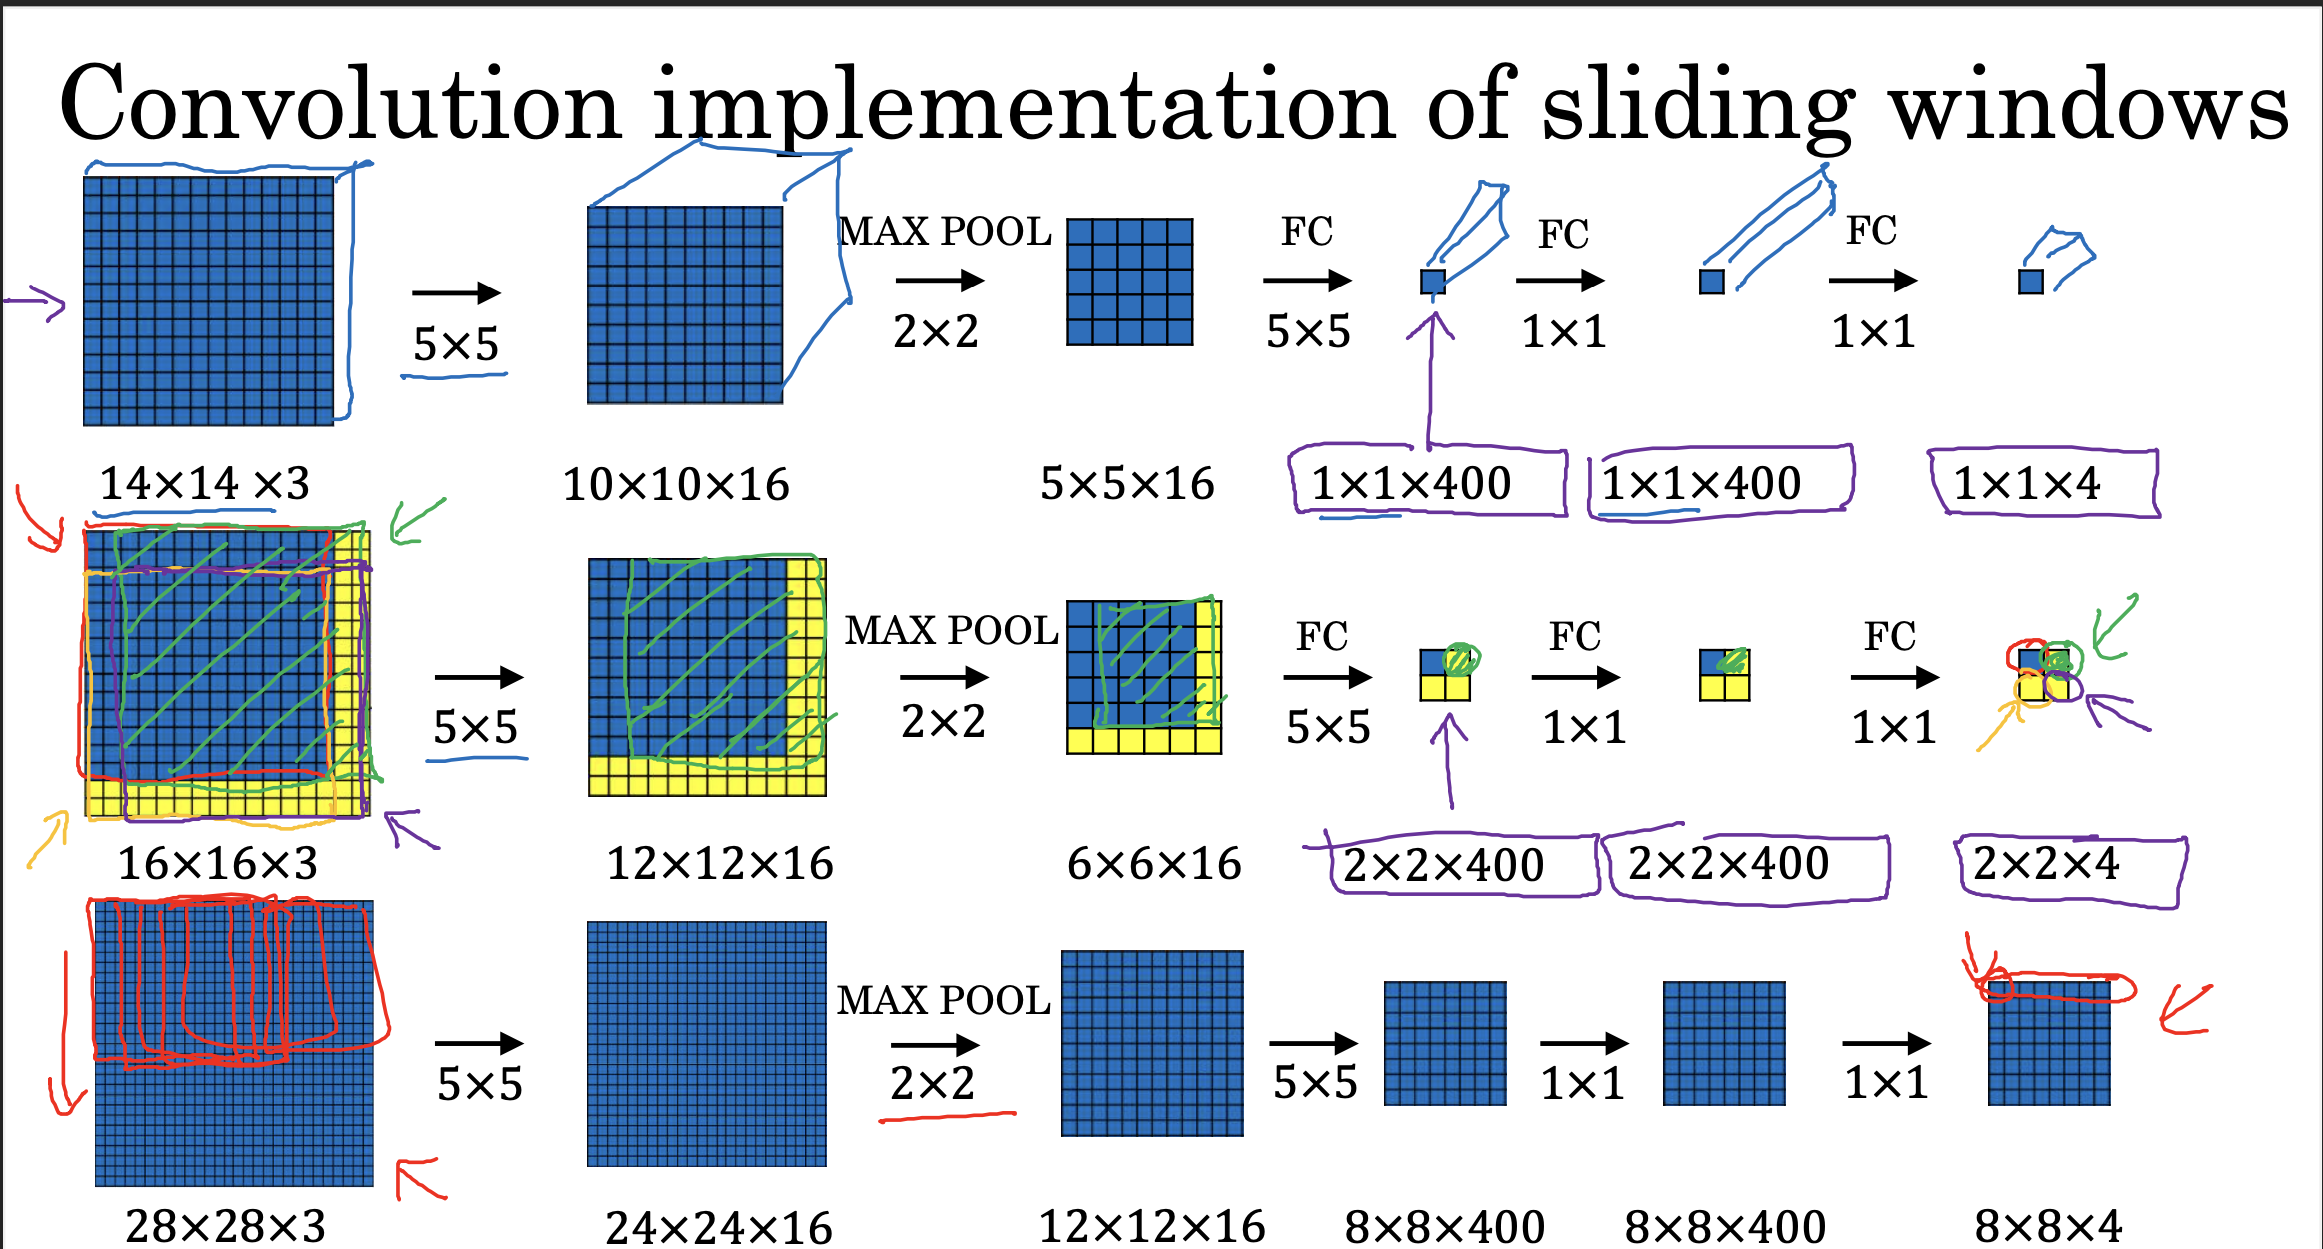 Convolution implementation of sliding windows
MAX POOL FC FC FC
5×5 2×2 5×5 1×1 1×1
14×14 ×3 10×10×16 5×5×16 1×1×400 1×1×400 1×1×4
MAX POOL FC FC FC
5×5 2×2 5×5 1×1 1×1
16×16×3 12×12×16 6×6×16 2×2×400 2×2×400 2×2×4
MAX POOL
5×5 2×2 5×5 1×1 1×1
28×28×3 24×24×16 12×12×16 8×8×400 8×8×400 8×8×4